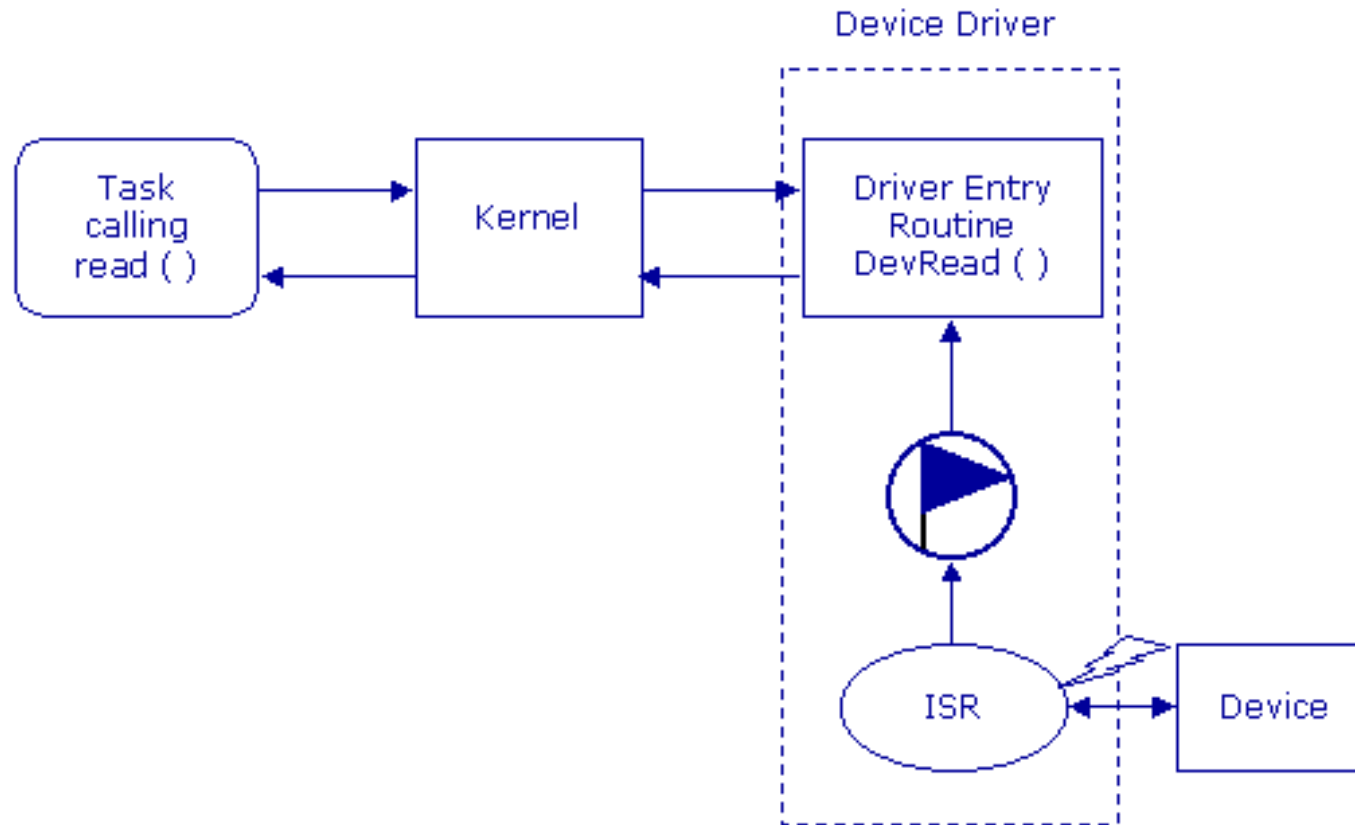 Device Driver
Task
calling
read ( )
Kernel
Driver Entry
Routine
DevRead ( )
ISR
Device